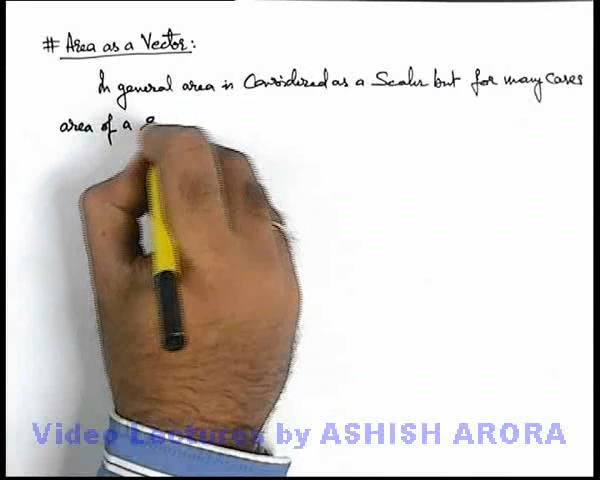 # Area as a Vector:
In general area is Considered as a Scalar but for many cases
area of a
Video Lectures by ASHISH ARORA